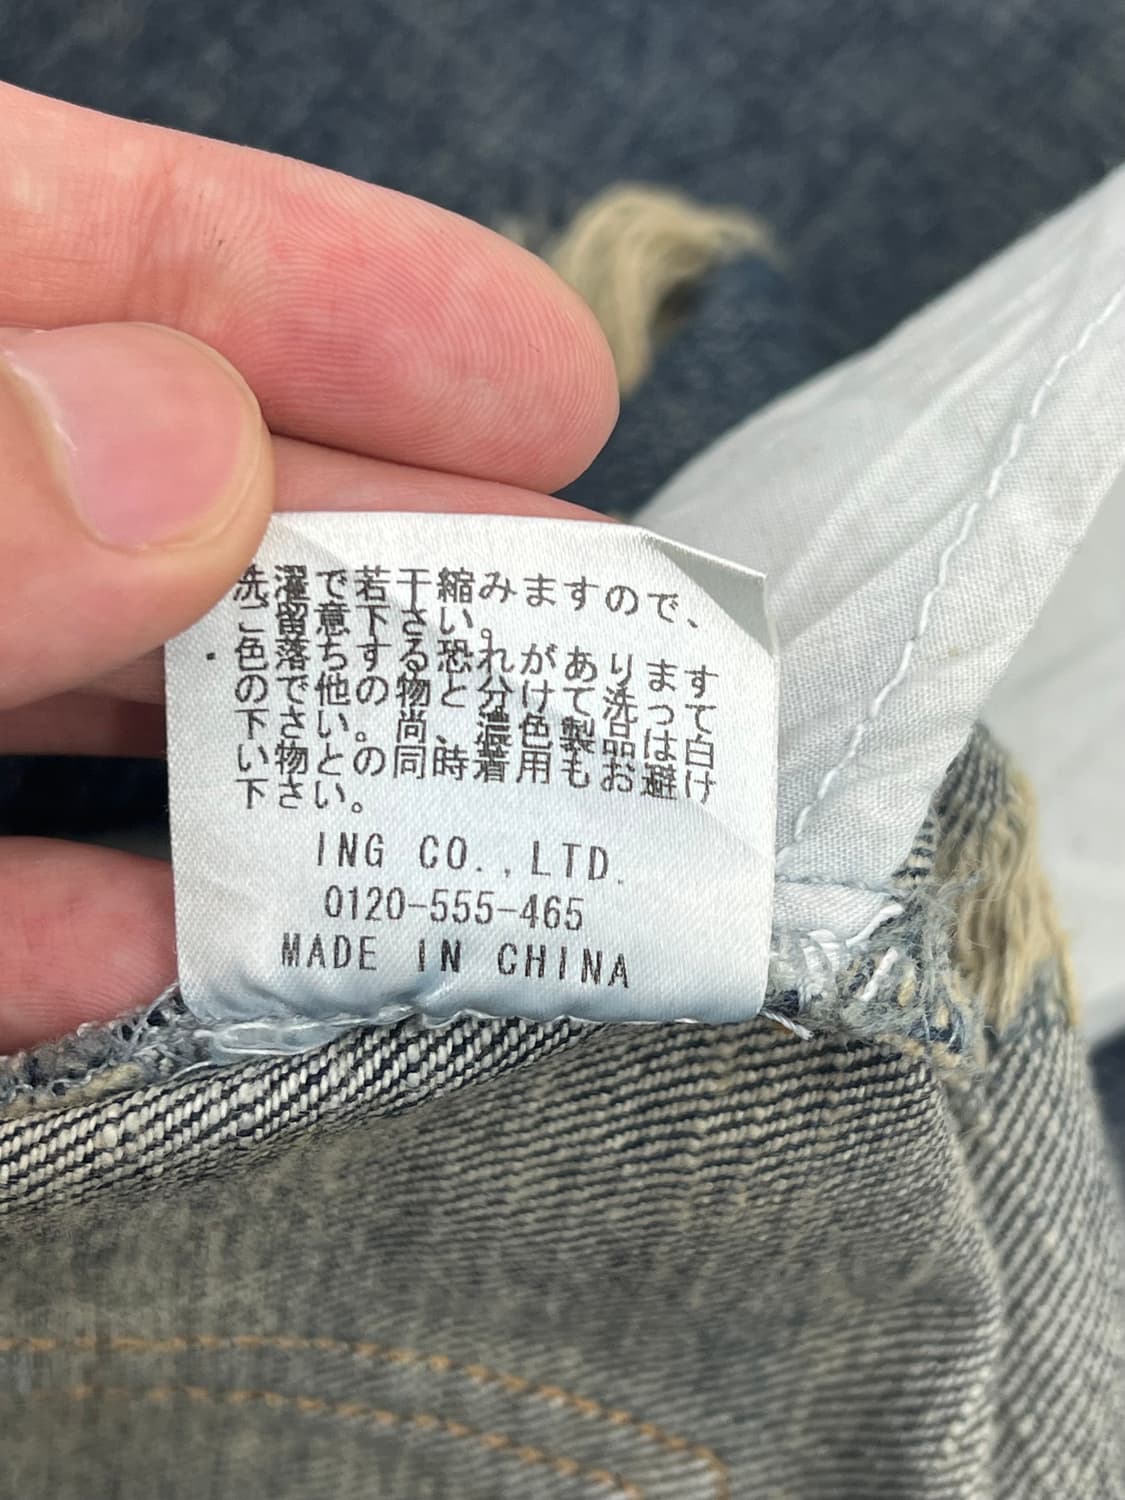 洗濯で若干縮みますので、
ご留意下さい。
・色落ちする恐れがあります
の で他の物と分けて洗って
下さい。尚、濃色製品は白
い物との同時着用もお避け
下さい。
ING CO.,LTD.
0120-555-465
MADE IN CHINA